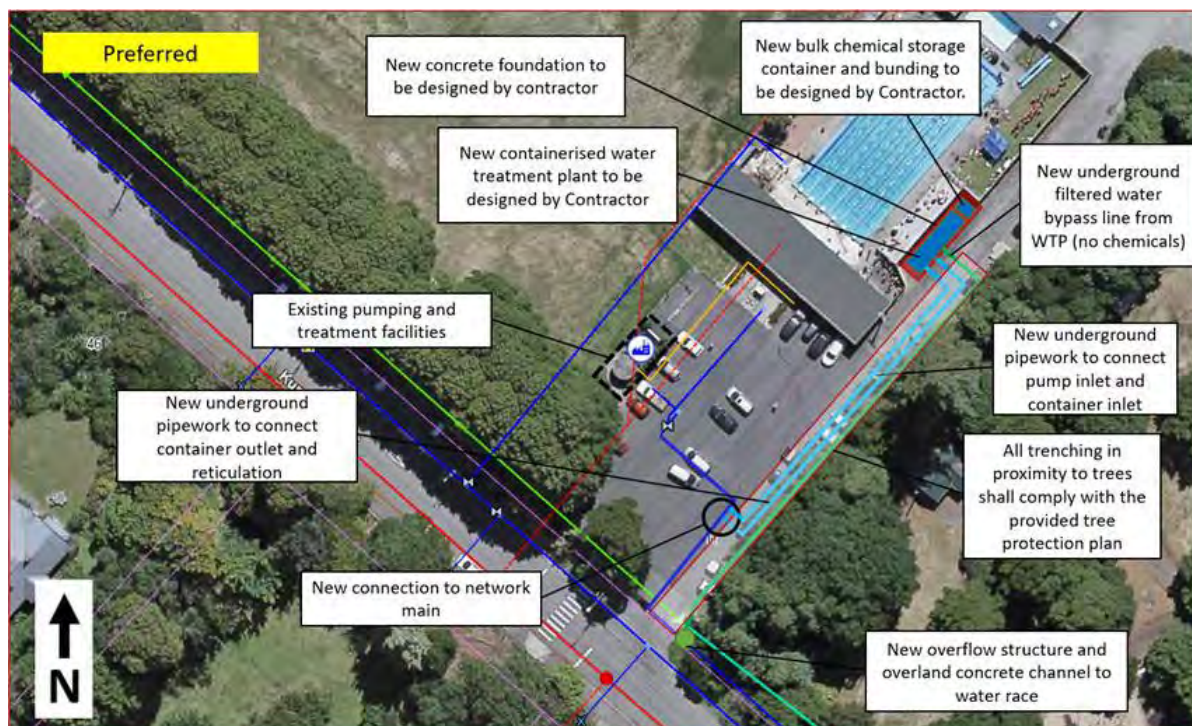 Preferred
New concrete foundation to
be designed by contractor
New bulk chemical storage
container and bunding to
be designed by Contractor.
New containerised water
treatment plant to be
designed by Contractor
New underground
filtered water
bypass line from
WTP (no chemicals)
Existing pumping and
treatment facilities
46
New underground
pipework to connect
pump inlet and
container inlet
New underground
pipework to connect
container outlet and
reticulation
All trenching in
proximity to trees
shall comply with the
provided tree
protection plan
New connection to network
main
New overflow structure and
overland concrete channel to
water race
N